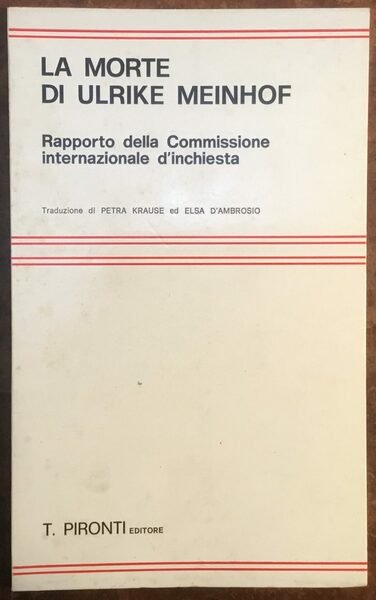 LA MORTE
DI ULRIKE MEINHOF
Rapporto della Commissione
internazionale d'inchiesta
Traduzione di PETRA KRAUSE ed ELSA D'AMBROSIO
T. PIRONTI EDITORE